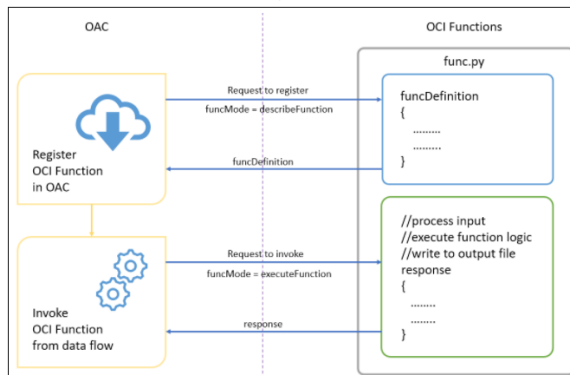 OAC
OCI Functions
func.py
Request to register
funcMode = describeFunction
funcDefinition
{
.........
.........
}
Register
OCI Function
in OAC
funcDefinition
//process input
//execute function logic
//write to output file
response
{
........
........
}
Request to invoke
funcMode = executeFunction
Invoke
OCI Function
from data flow
response